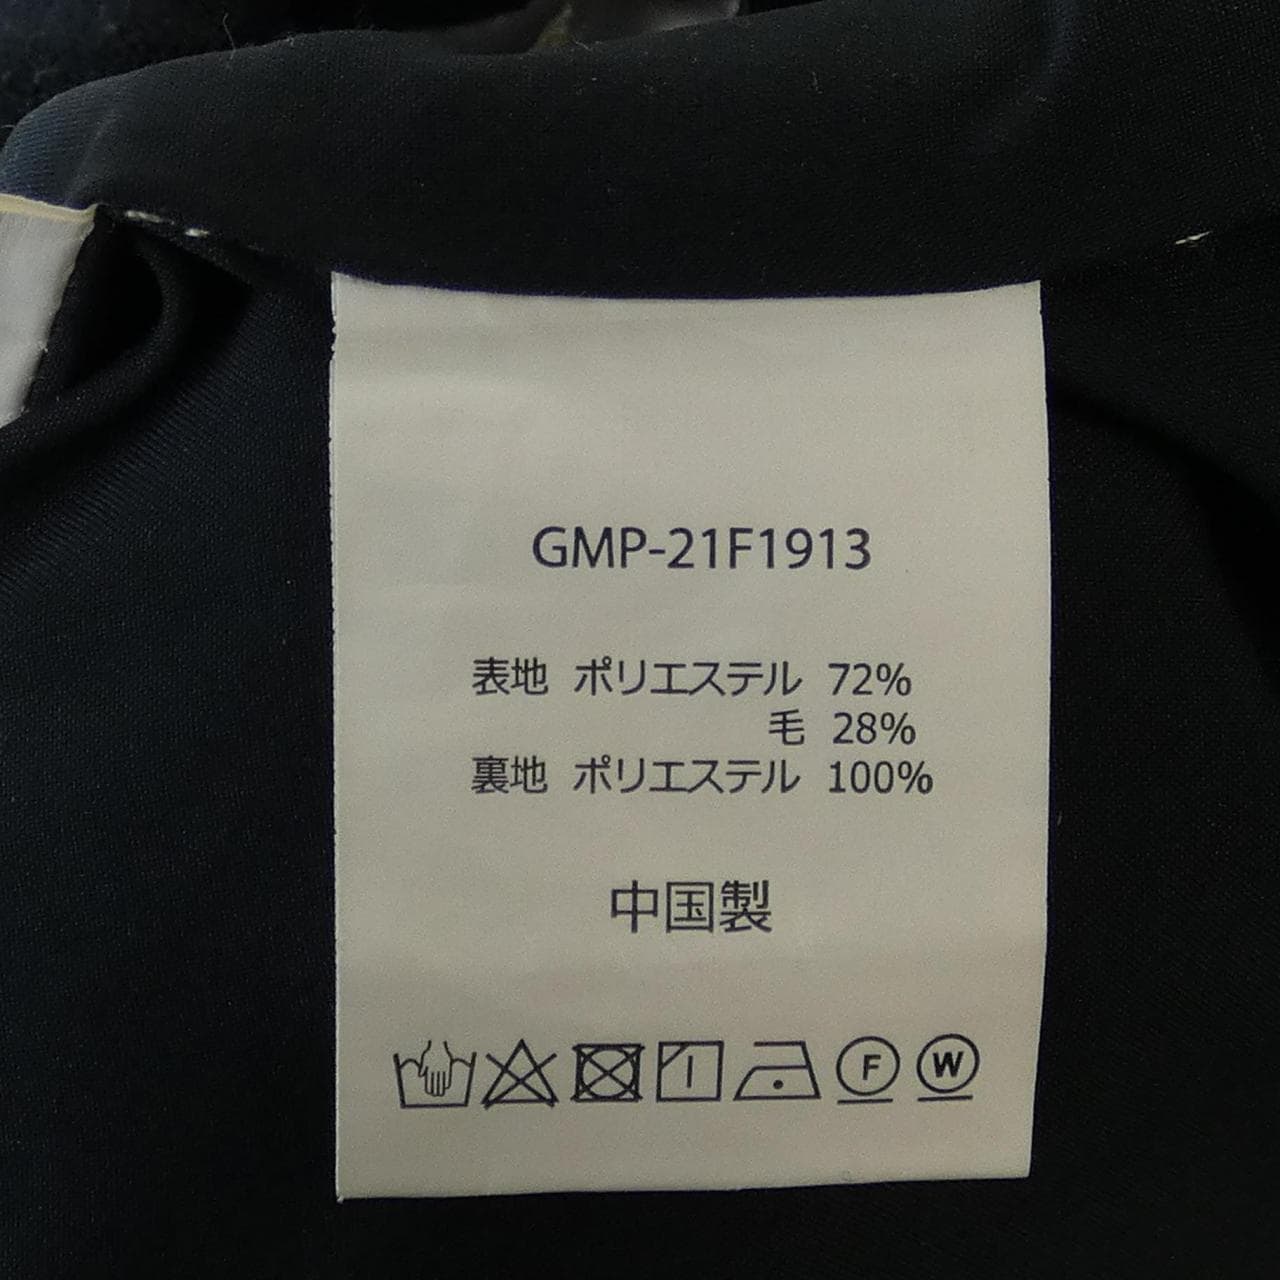 GMP-21F1913
表地 ポリエステル 72%
毛 28%
裏地 ポリエステル 100%
中国製
F W